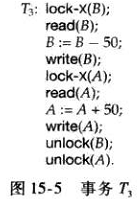 T₃: lock-X(B);
read(B);
B := B − 50;
write(B);
lock-X(A);
read(A);
A := A + 50;
write(A);
unlock(B);
unlock(A).
图 15-5 事务 T₃